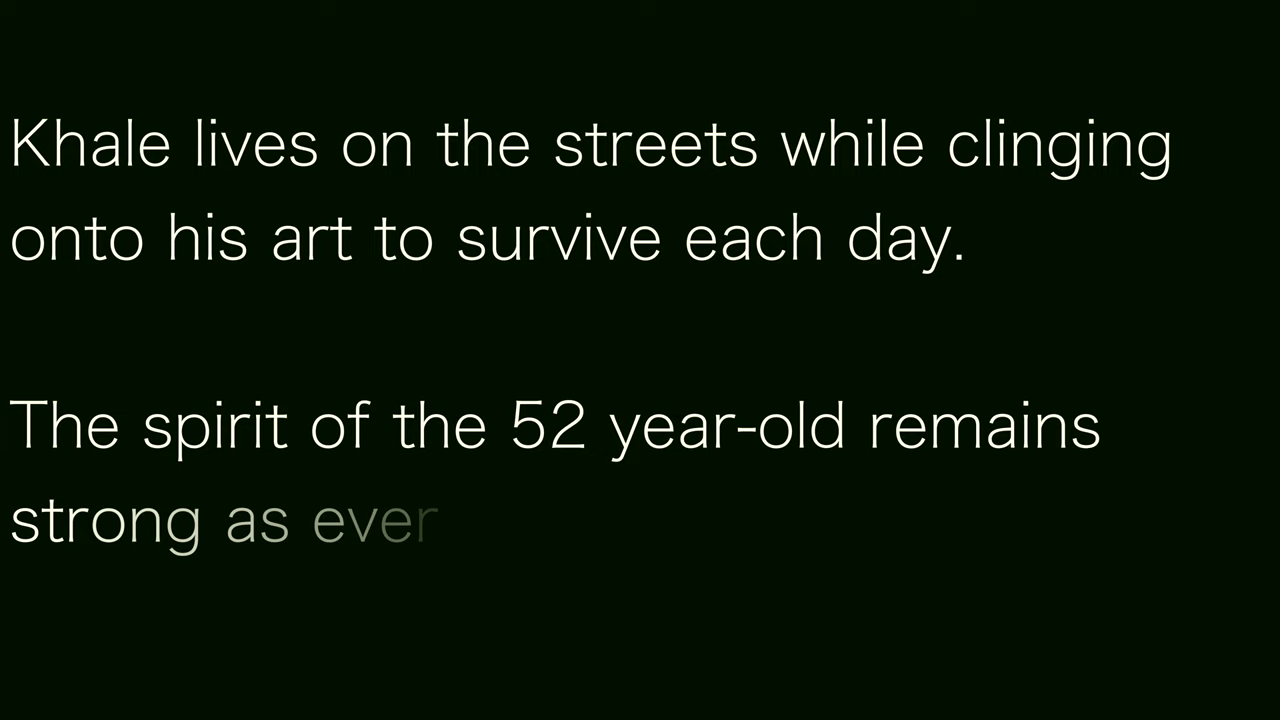 Khale lives on the streets while clinging
onto his art to survive each day.
The spirit of the 52 year-old remains
strong as ever